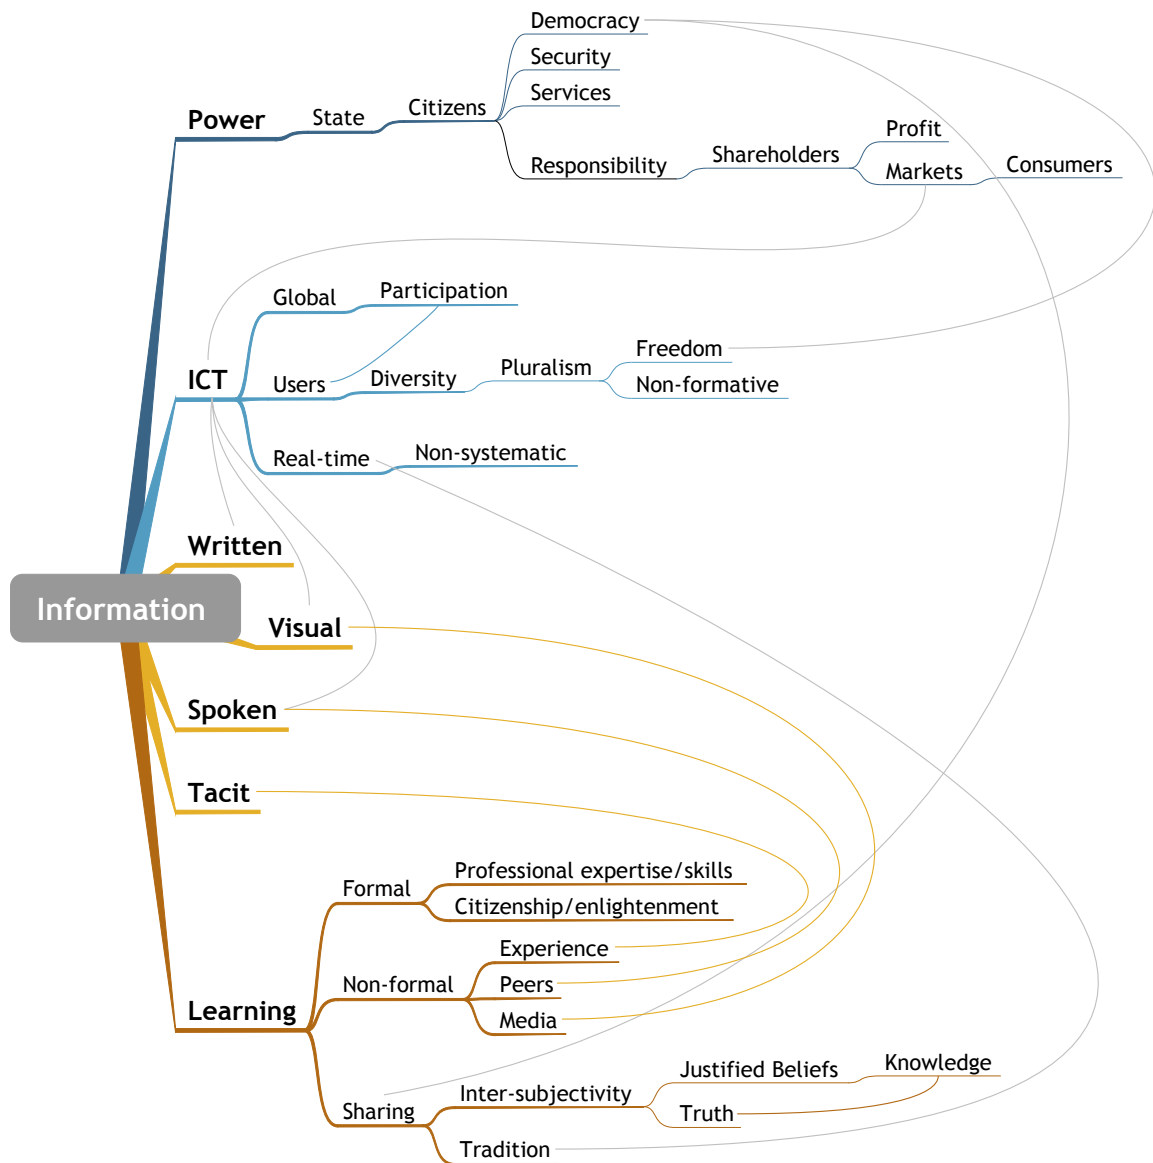 Democracy
Security
Services
Citizens
State
Power
Responsibility
Shareholders
Profit
Markets
Consumers
Global
Participation
ICT
Users
Diversity
Pluralism
Freedom
Non-formative
Real-time
Non-systematic
Written
Information
Visual
Spoken
Tacit
Formal
Professional expertise/skills
Citizenship/enlightenment
Learning
Non-formal
Experience
Peers
Media
Sharing
Inter-subjectivity
Justified Beliefs
Knowledge
Truth
Tradition